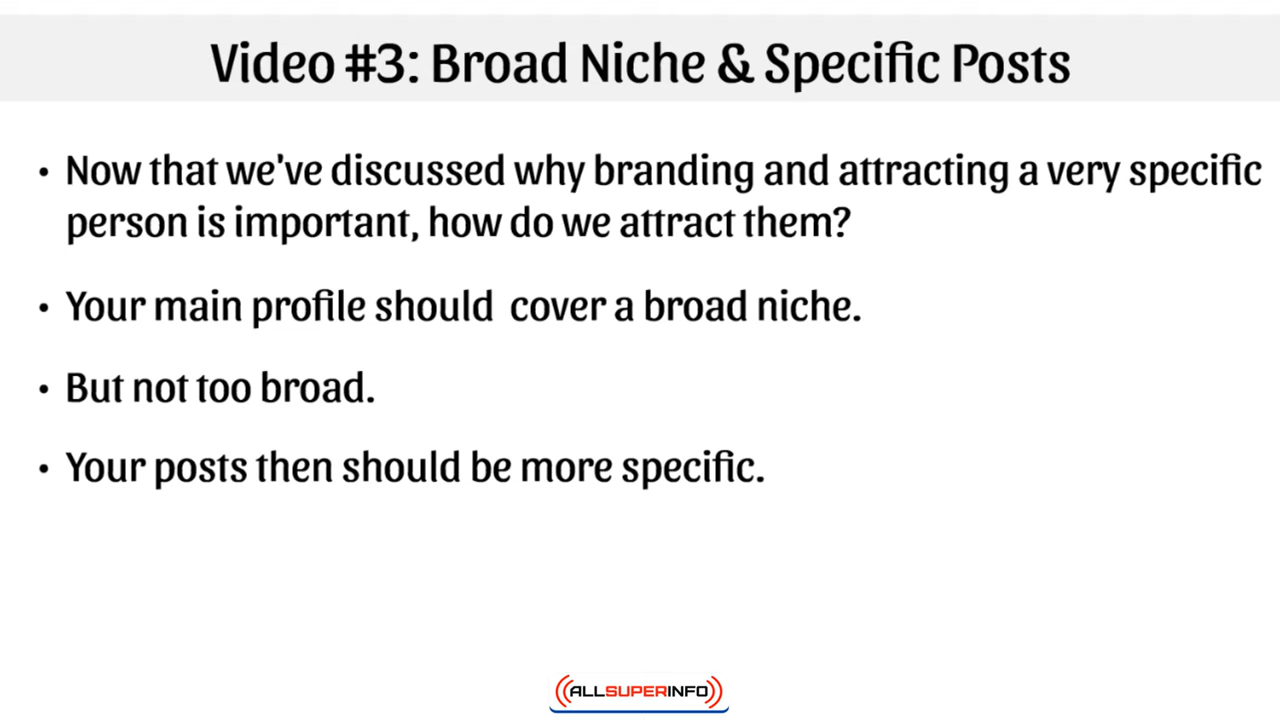 Video #3: Broad Niche & Specific Posts
• Now that we've discussed why branding and attracting a very specific
person is important, how do we attract them?
• Your main profile should  cover a broad niche.
• But not too broad.
• Your posts then should be more specific.
ALLSUPERINFO